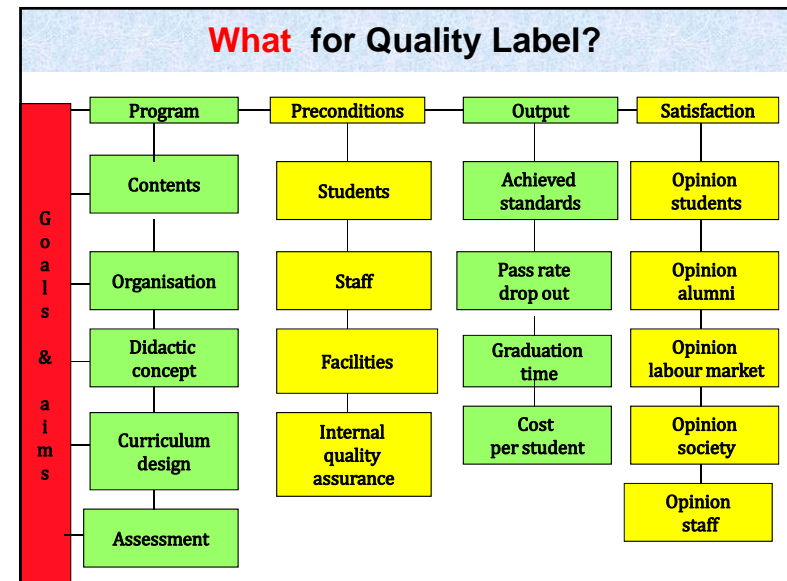 What for Quality Label?
Goals & aims
Program
Contents
Organisation
Didactic
concept
Curriculum
design
Assessment
Preconditions
Students
Staff
Facilities
Internal
quality
assurance
Output
Achieved
standards
Pass rate
drop out
Graduation
time
Cost
per student
Satisfaction
Opinion
students
Opinion
alumni
Opinion
labour market
Opinion
society
Opinion
staff